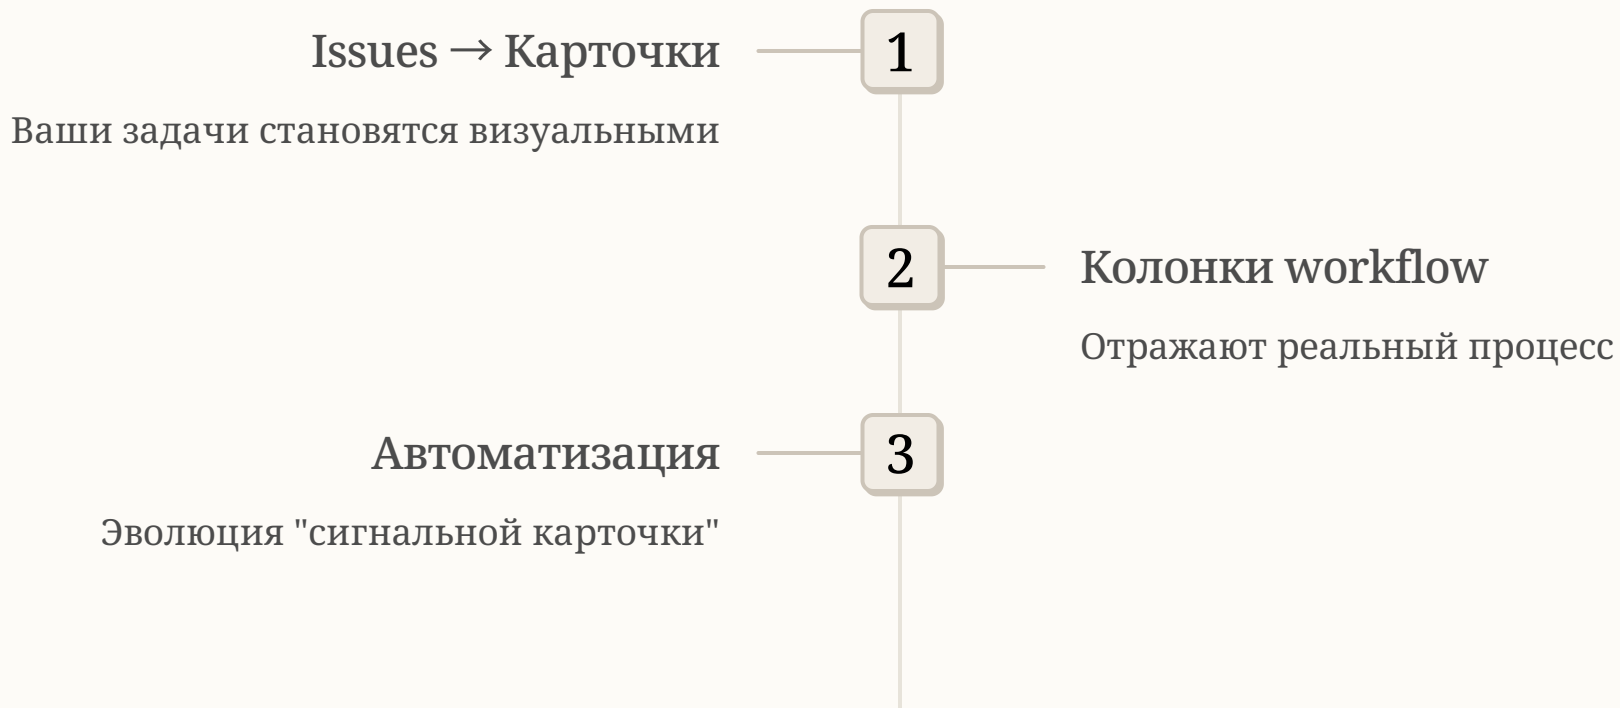 Issues → Карточки
1
Ваши задачи становятся визуальными
2
Колонки workflow
Отражают реальный процесс
Автоматизация
3
Эволюция "сигнальной карточки"